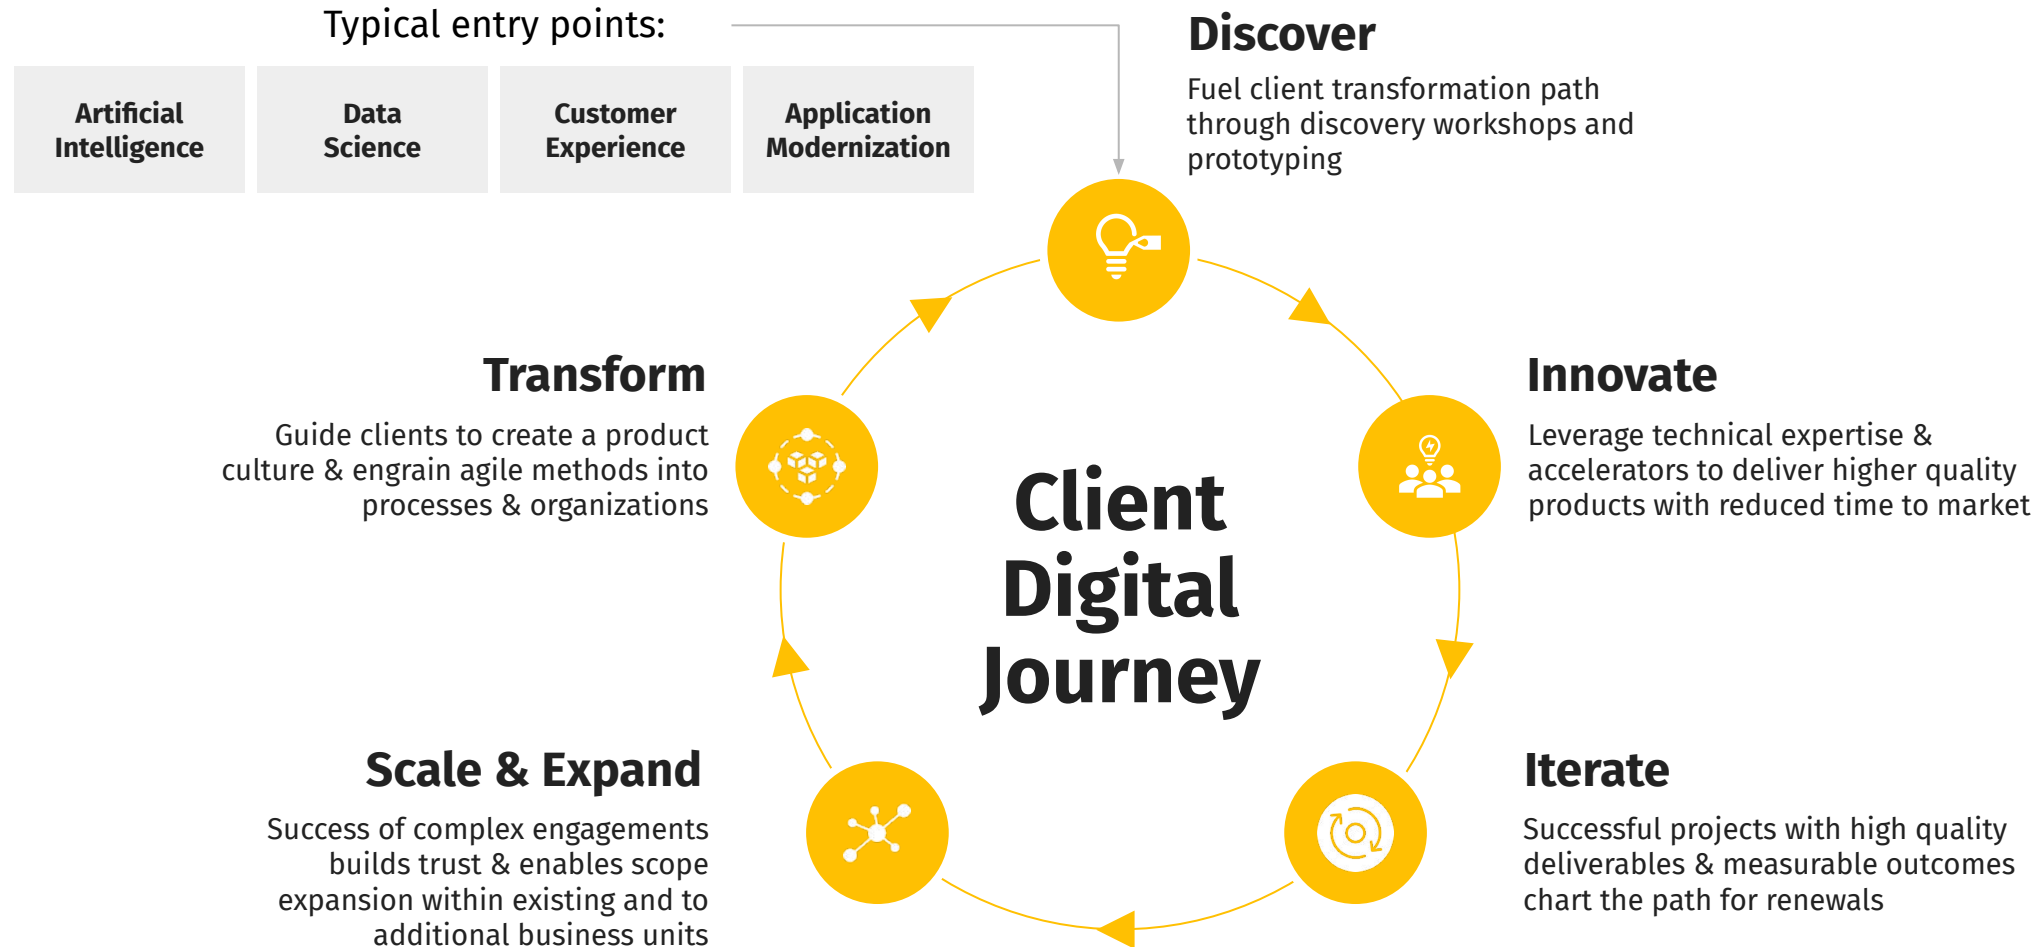 Typical entry points:
Artificial
Intelligence
Data
Science
Customer
Experience
Application
Modernization
Discover
Fuel client transformation path
through discovery workshops and
prototyping
Innovate
Leverage technical expertise &
accelerators to deliver higher quality
products with reduced time to market
Iterate
Successful projects with high quality
deliverables & measurable outcomes
chart the path for renewals
Scale & Expand
Success of complex engagements
builds trust & enables scope
expansion within existing and to
additional business units
Transform
Guide clients to create a product
culture & engrain agile methods into
processes & organizations
Client
Digital
Journey